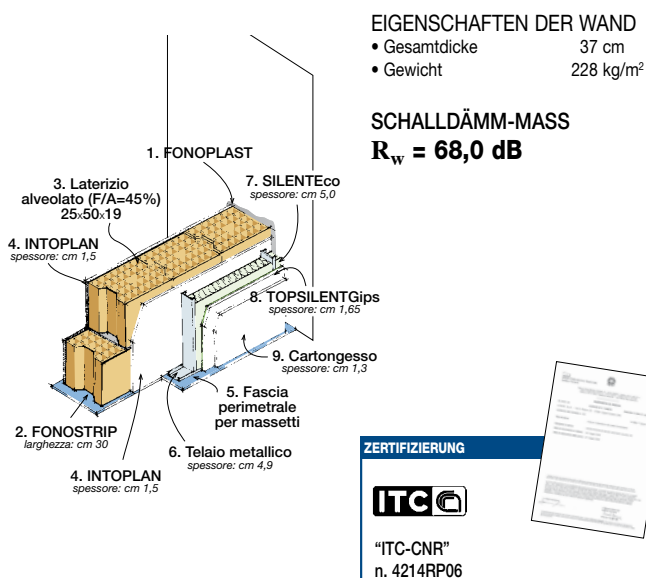 EIGENSCHAFTEN DER WAND
• Gesamtdicke 37 cm
• Gewicht 228 kg/m²
SCHALLDÄMM-MASS
Rw = 68,0 dB
1. FONOPLAST
7. SILENTEco
spessore: cm 5,0
3. Laterizio
alveolato (F/A=45%)
25x50x19
4. INTOPLAN
spessore: cm 1,5
8. TOPSILENTGips
spessore: cm 1,65
9. Cartongesso
spessore: cm 1,3
5. Fascia
perimetrale
per massetti
2. FONOSTRIP
larghezza: cm 30
6. Telaio metallico
spessore: cm 4,9
4. INTOPLAN
spessore: cm 1,5
ZERTIFIZIERUNG
ITC
“ITC-CNR”
n. 4214RP06